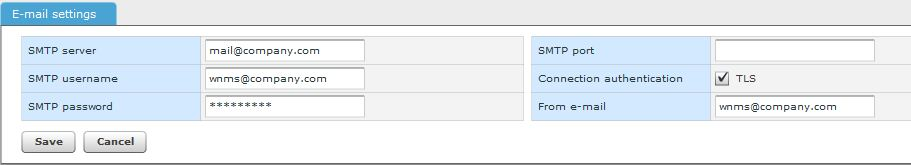 E-mail settings
SMTP server mail@company.com SMTP port
SMTP username wnms@company.com Connection authentication TLS
SMTP password ********* From e-mail wnms@company.com
Save Cancel